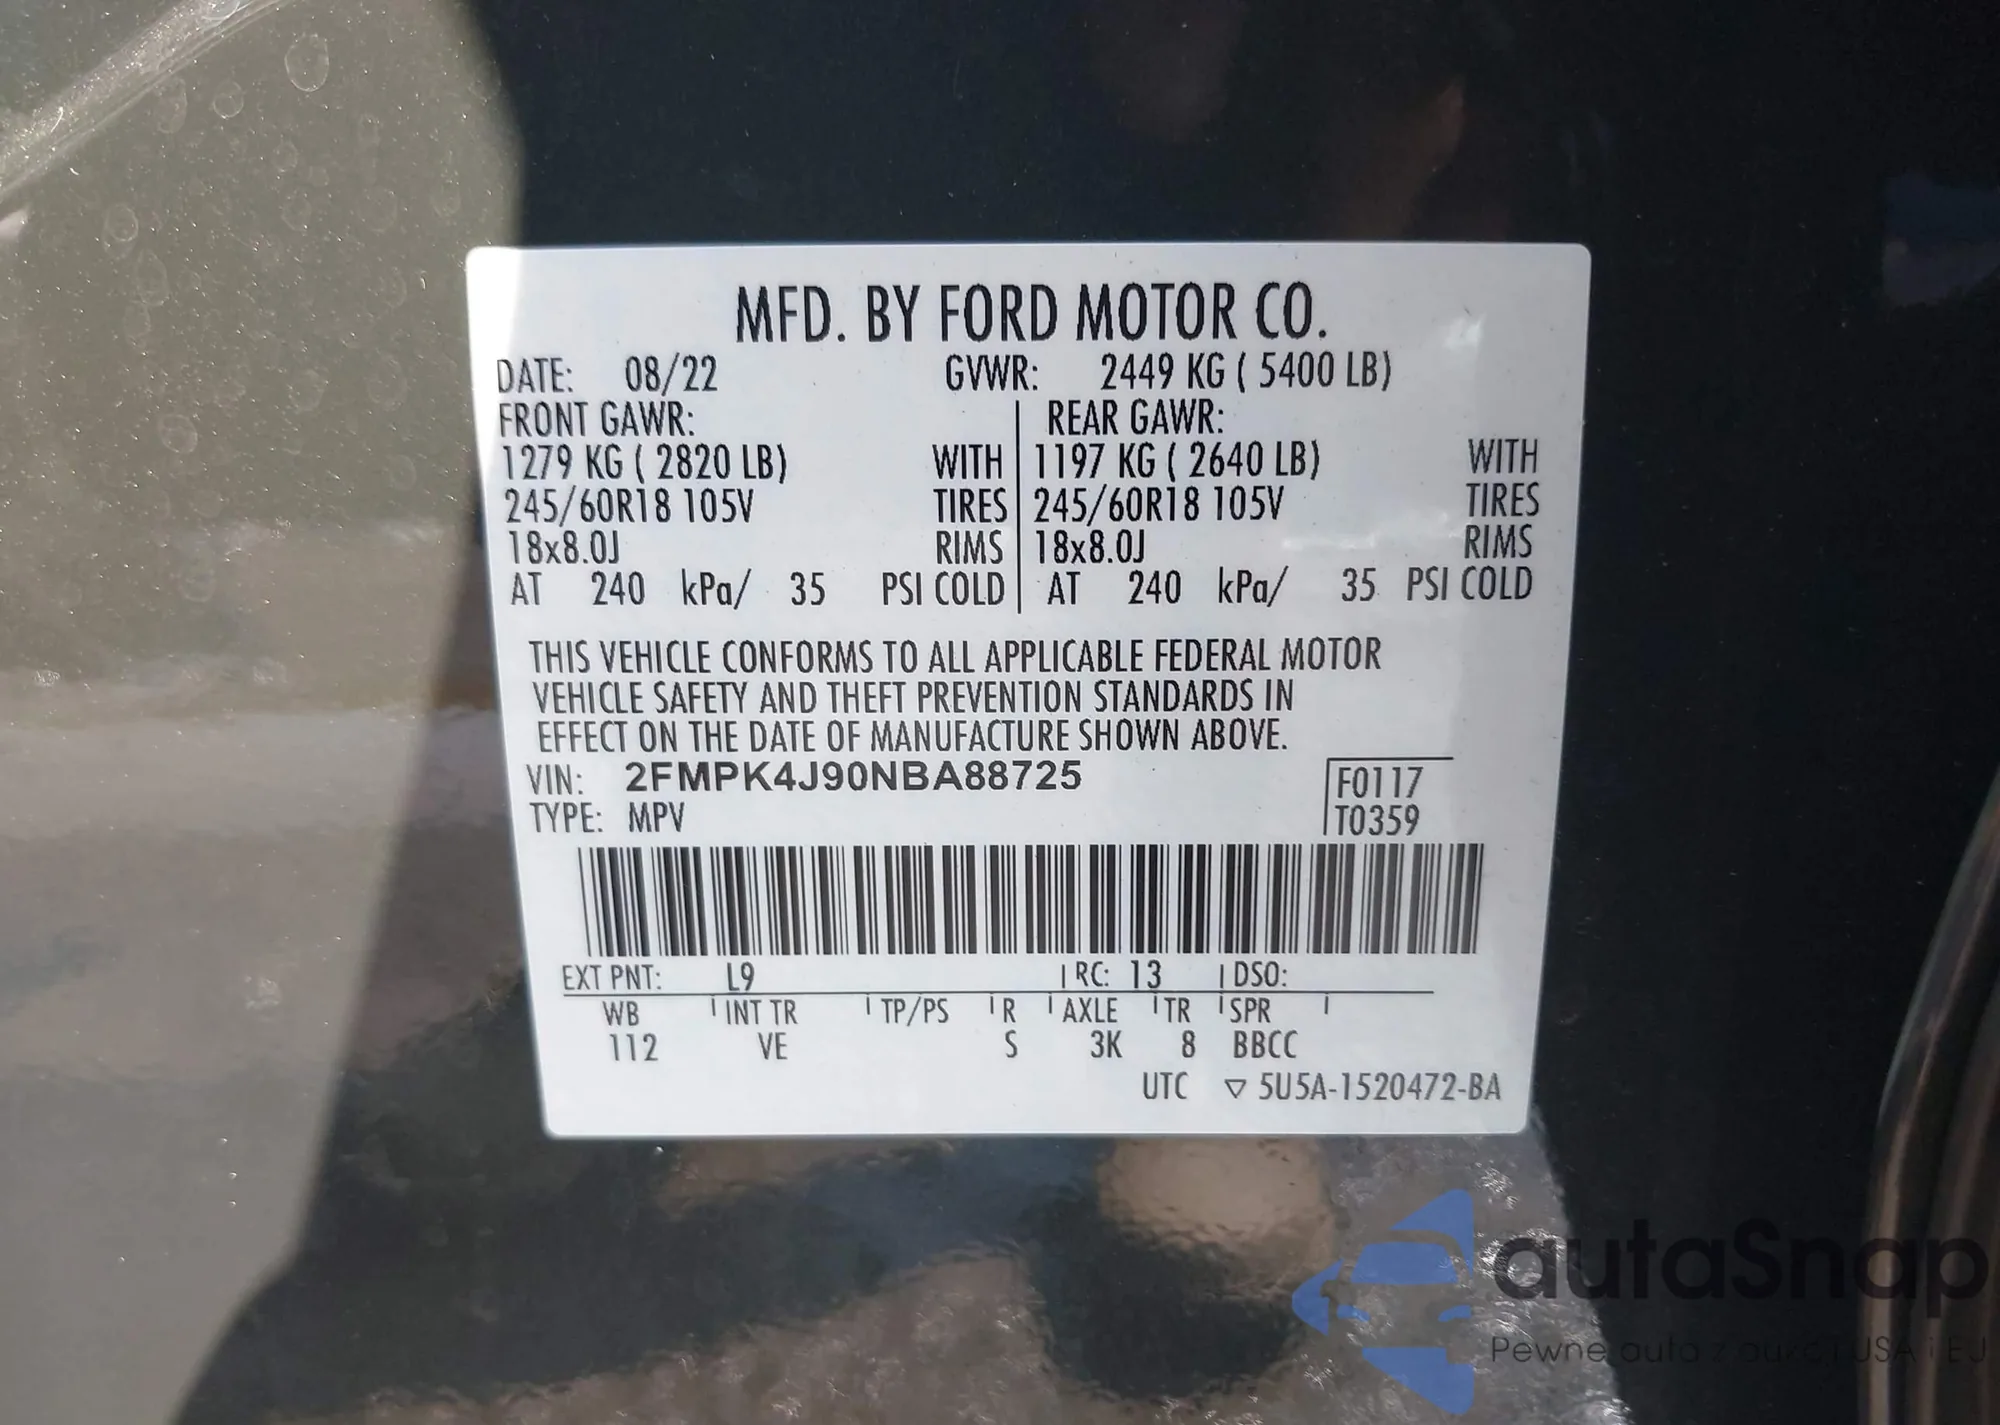 MFD. BY FORD MOTOR CO.
DATE: 08/22 GVWR: 2449 KG ( 5400 LB)
FRONT GAWR: REAR GAWR:
1279 KG ( 2820 LB) WITH 1197 KG ( 2640 LB) WITH
245/60R18 105V TIRES 245/60R18 105V TIRES
18x8.0J RIMS 18x8.0J RIMS
AT 240 kPa/ 35 PSI COLD AT 240 kPa/ 35 PSI COLD
THIS VEHICLE CONFORMS TO ALL APPLICABLE FEDERAL MOTOR
VEHICLE SAFETY AND THEFT PREVENTION STANDARDS IN
EFFECT ON THE DATE OF MANUFACTURE SHOWN ABOVE.
VIN: 2FMPK4J90NBA88725 F0117
TYPE: MPV T0359
EXT PNT: L9 RC: 13 DSO:
WB INT TR TP/PS R AXLE TR SPR
112 VE S 3K 8 BBCC
UTC ▽ 5U5A-1520472-BA
autaSnap
Pewne auta z aukcji USA i EU